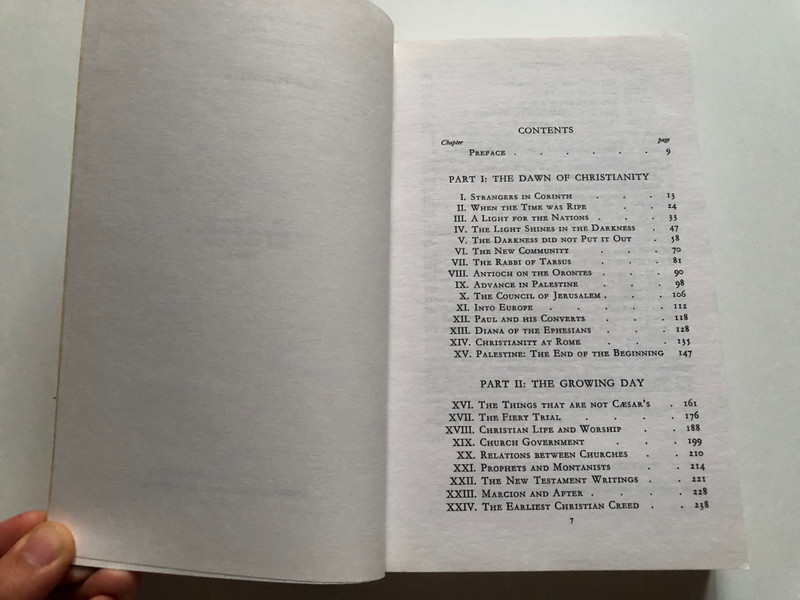 CONTENTS
Chapter page
PREFACE . . . . . . 9
PART I: THE DAWN OF CHRISTIANITY
I. STRANGERS IN CORINTH . . . 13
II. WHEN THE TIME WAS RIPE . . 24
III. A LIGHT FOR THE NATIONS . . . 33
IV. THE LIGHT SHINES IN THE DARKNESS . 47
V. THE DARKNESS DID NOT PUT IT OUT . 58
VI. THE NEW COMMUNITY . . . 70
VII. THE RABBI OF TARSUS . . . 81
VIII. ANTIOCH ON THE ORONTES . . . 90
IX. ADVANCE IN PALESTINE . . . 98
X. THE COUNCIL OF JERUSALEM . . . 106
XI. INTO EUROPE . . . . 112
XII. PAUL AND HIS CONVERTS . . . 118
XIII. DIANA OF THE EPHESIANS . . . 128
XIV. CHRISTIANITY AT ROME . . . 135
XV. PALESTINE: THE END OF THE BEGINNING 147
PART II: THE GROWING DAY
XVI. THE THINGS THAT ARE NOT CÆSAR'S . 161
XVII. THE FIERY TRIAL . . . . 176
XVIII. CHRISTIAN LIFE AND WORSHIP . . 188
XIX. CHURCH GOVERNMENT . . . 199
XX. RELATIONS BETWEEN CHURCHES . . 210
XXI. PROPHETS AND MONTANISTS . . 214
XXII. THE NEW TESTAMENT WRITINGS . . 221
XXIII. MARCION AND AFTER . . . . 228
XXIV. THE EARLIEST CHRISTIAN CREED . . 238
7